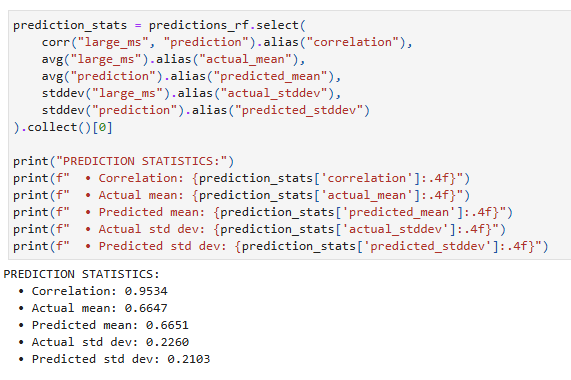 prediction_stats = predictions_rf.select(
    corr("large_ms", "prediction").alias("correlation"),
    avg("large_ms").alias("actual_mean"),
    avg("prediction").alias("predicted_mean"),
    stddev("large_ms").alias("actual_stddev"),
    stddev("prediction").alias("predicted_stddev")
).collect()[0]

print("PREDICTION STATISTICS:")
print(f"  • Correlation: {prediction_stats['correlation']:.4f}")
print(f"  • Actual mean: {prediction_stats['actual_mean']:.4f}")
print(f"  • Predicted mean: {prediction_stats['predicted_mean']:.4f}")
print(f"  • Actual std dev: {prediction_stats['actual_stddev']:.4f}")
print(f"  • Predicted std dev: {prediction_stats['predicted_stddev']:.4f}")
PREDICTION STATISTICS:
  • Correlation: 0.9534
  • Actual mean: 0.6647
  • Predicted mean: 0.6651
  • Actual std dev: 0.2260
  • Predicted std dev: 0.2103